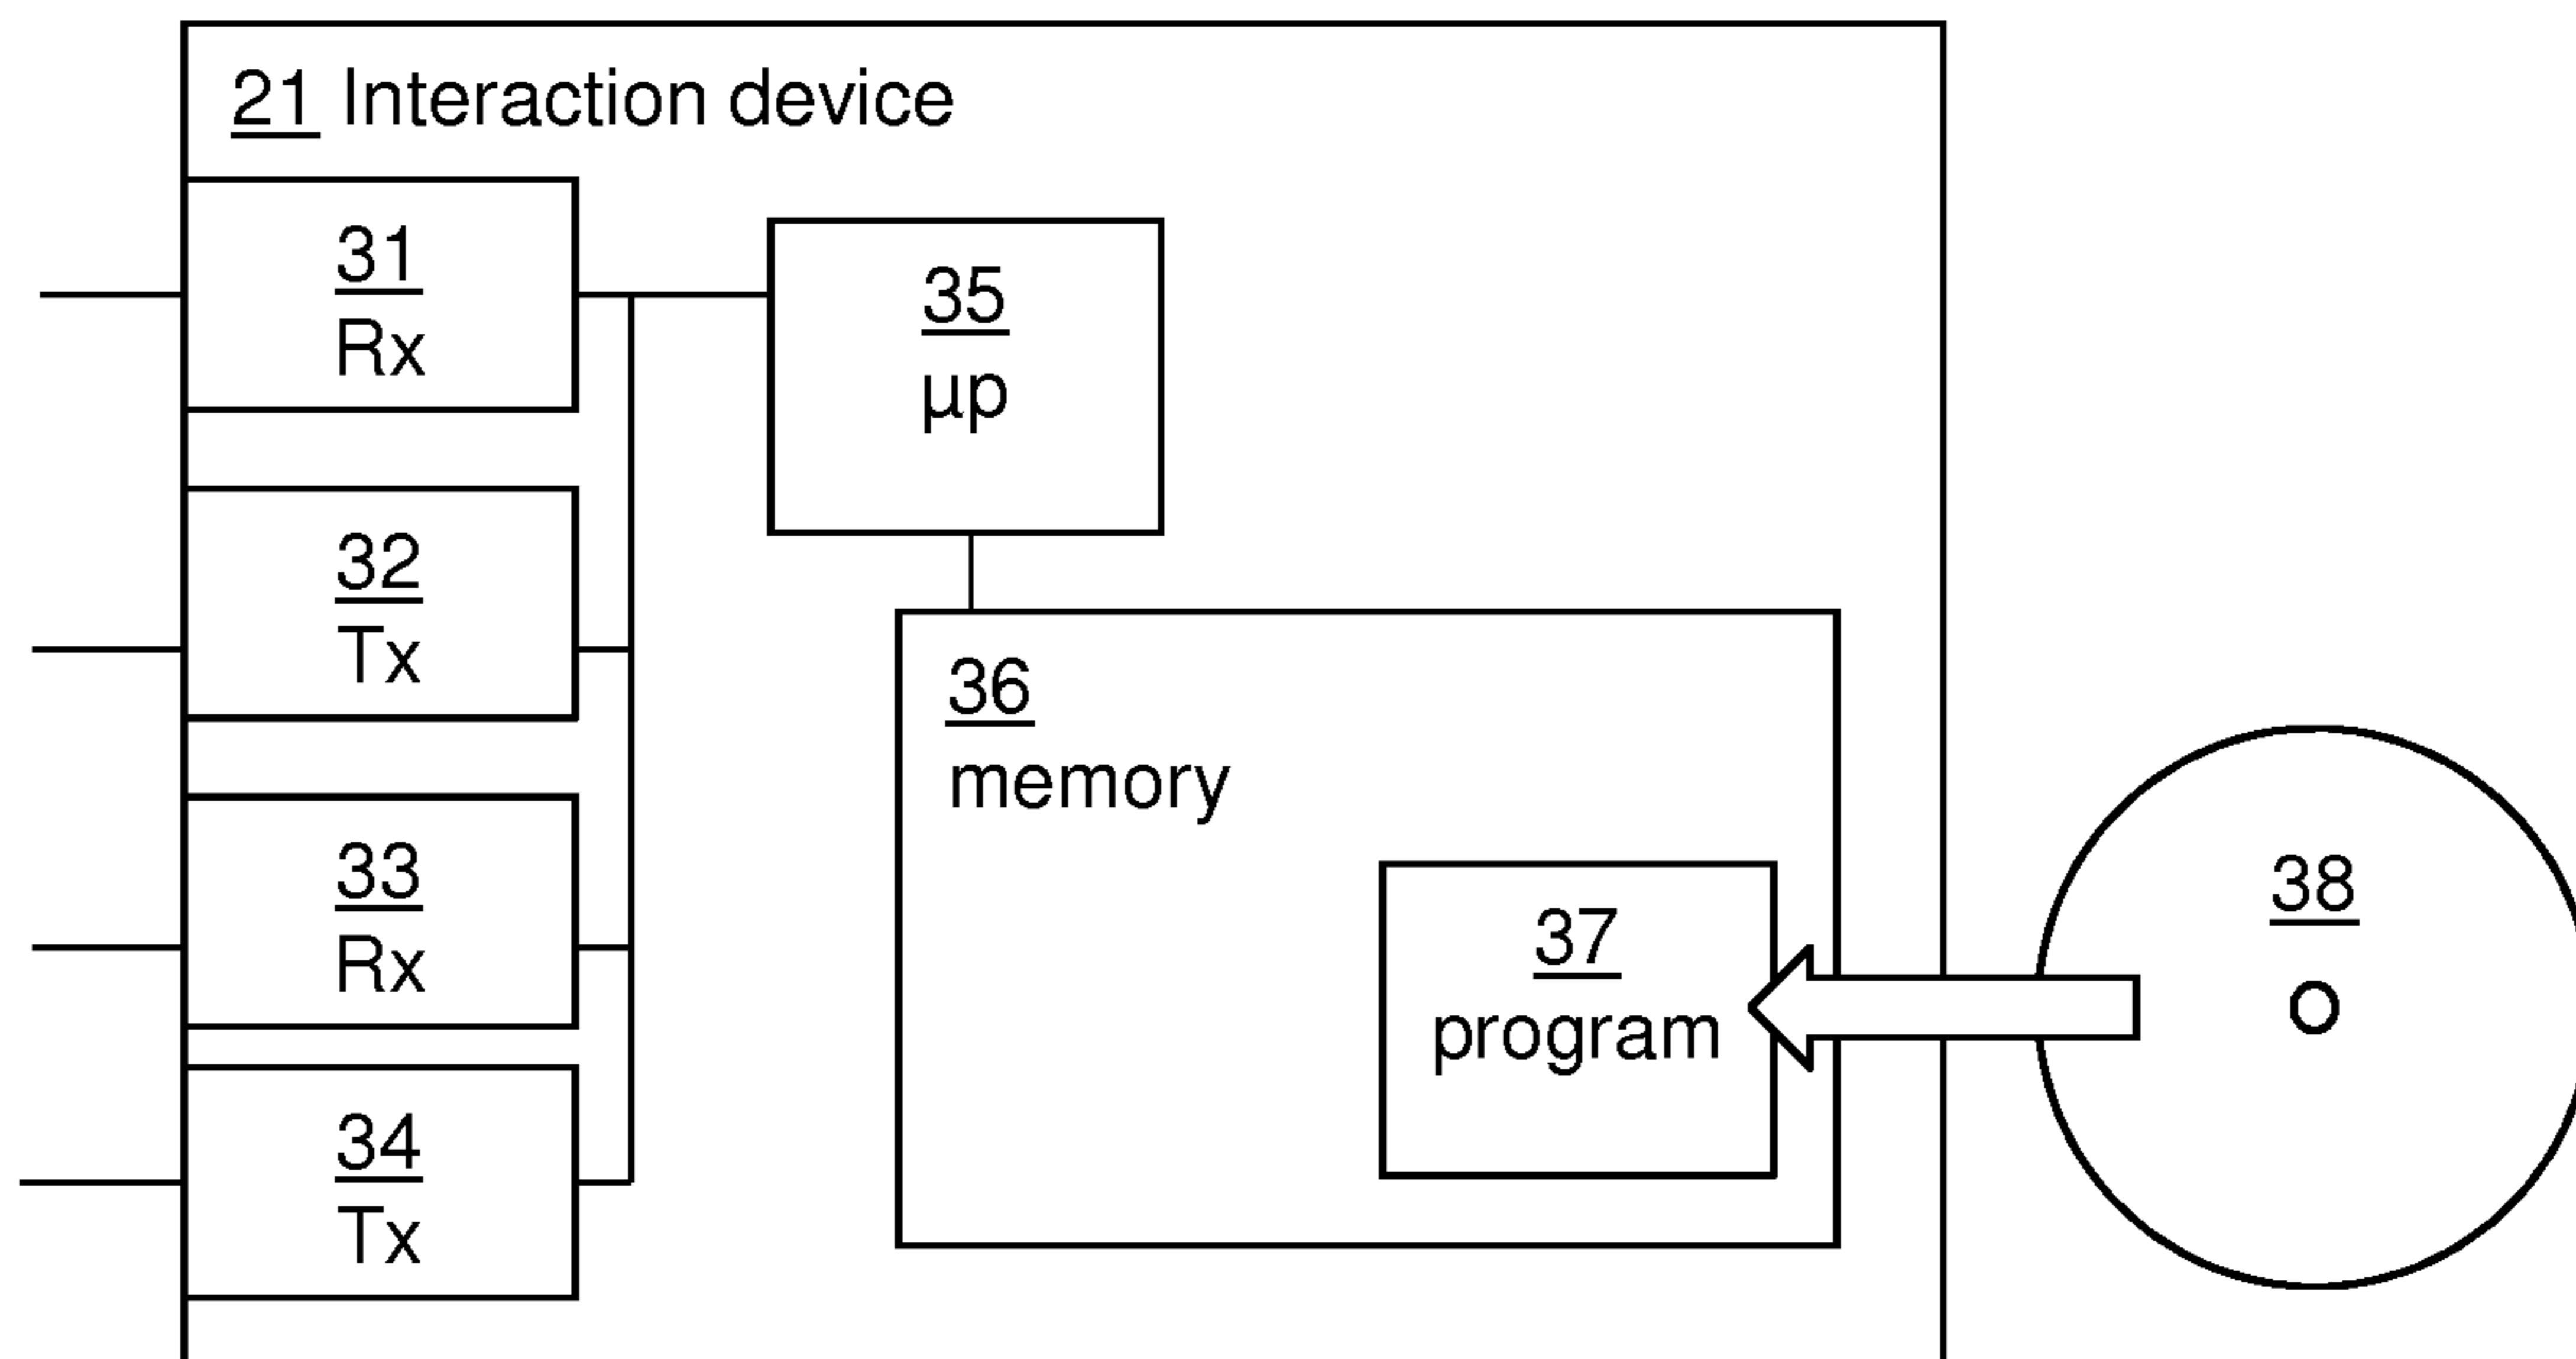 21 Interaction device
31
Rx
35
µp
32
Tx
36
memory
33
Rx
37
program
38
34
Tx